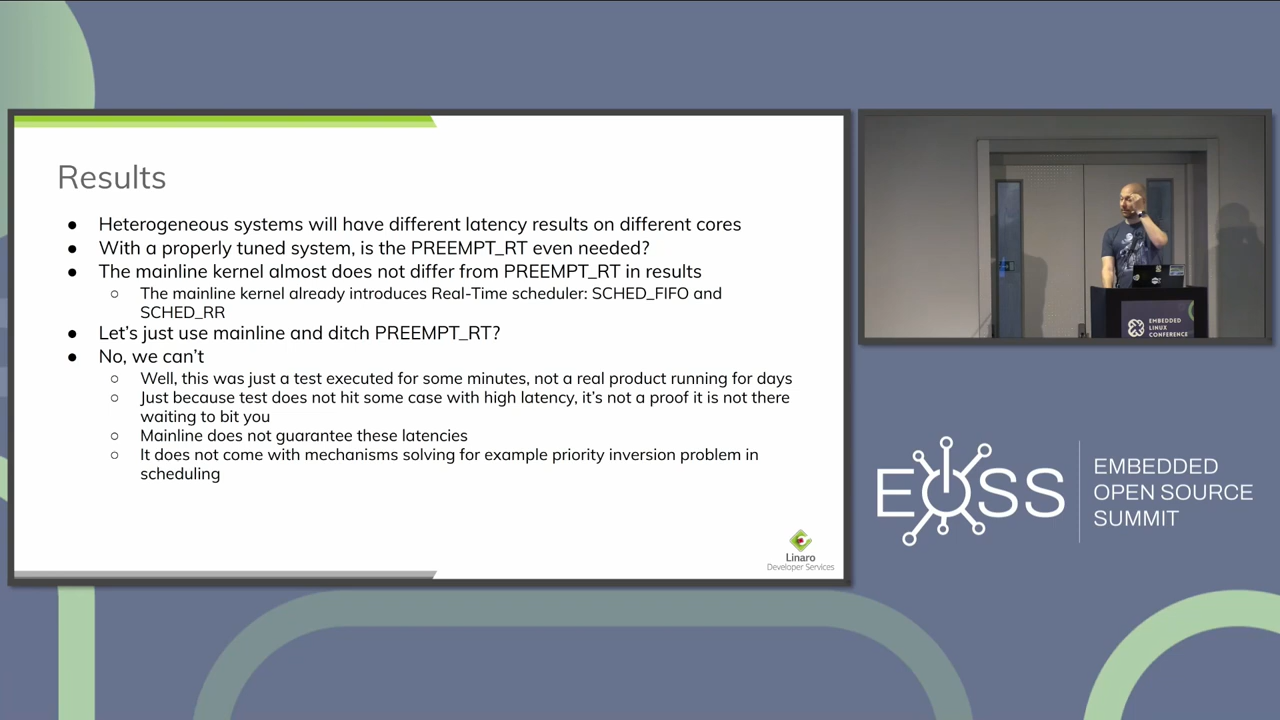 Results
● Heterogeneous systems will have different latency results on different cores
● With a properly tuned system, is the PREEMPT_RT even needed?
● The mainline kernel almost does not differ from PREEMPT_RT in results
○ The mainline kernel already introduces Real-Time scheduler: SCHED_FIFO and
SCHED_RR
● Let's just use mainline and ditch PREEMPT_RT?
● No, we can't
○ Well, this was just a test executed for some minutes, not a real product running for days
○ Just because test does not hit some case with high latency, it's not a proof it is not there
waiting to bit you
○ Mainline does not guarantee these latencies
○ It does not come with mechanisms solving for example priority inversion problem in
scheduling
Linaro
Developer Services
EMBEDDED
LINUX
CONFERENCE
EOSS
EMBEDDED
OPEN SOURCE
SUMMIT